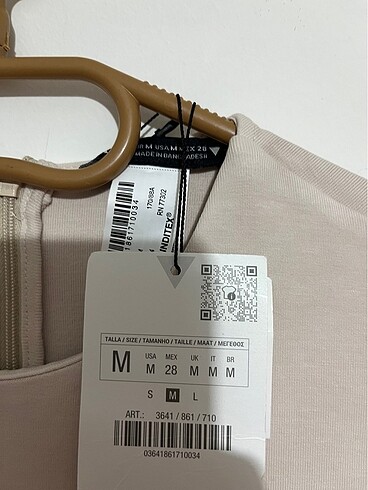 M USA M MEX 28
MADE IN BANGLADESH
1861710034
170/88A
RN 77302
INDITEX®
TALLA / SIZE / TAMANHO / TAILLE / MAAT / ΜΕΓΕΘΟΣ
M
USA MEX UK IT BR
M 28 M M M
S M L
ART.: 3641 / 861 / 710
03641861710034